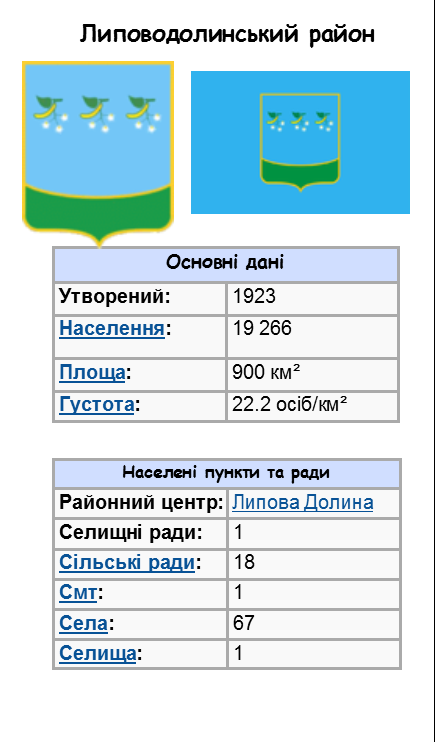 Липоводолинський район
Основні дані
Утворений: 1923
Населення: 19 266
Площа: 900 км²
Густота: 22.2 осіб/км²
Населені пункти та ради
Районний центр: Липова Долина
Селищні ради: 1
Сільські ради: 18
Смт: 1
Села: 67
Селища: 1